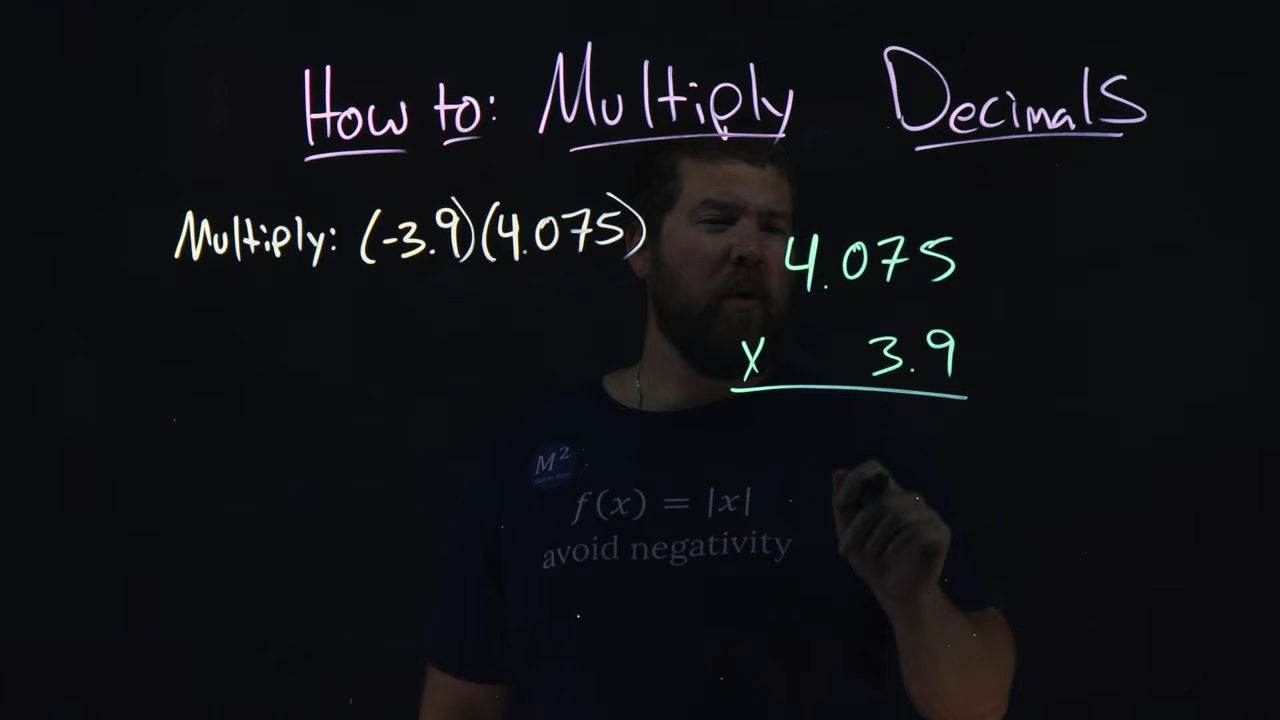 How to: Multiply Decimals
Multiply: (-3.9)(4.075)
4.075
x 3.9
M²
f(x) = |x|
avoid negativity